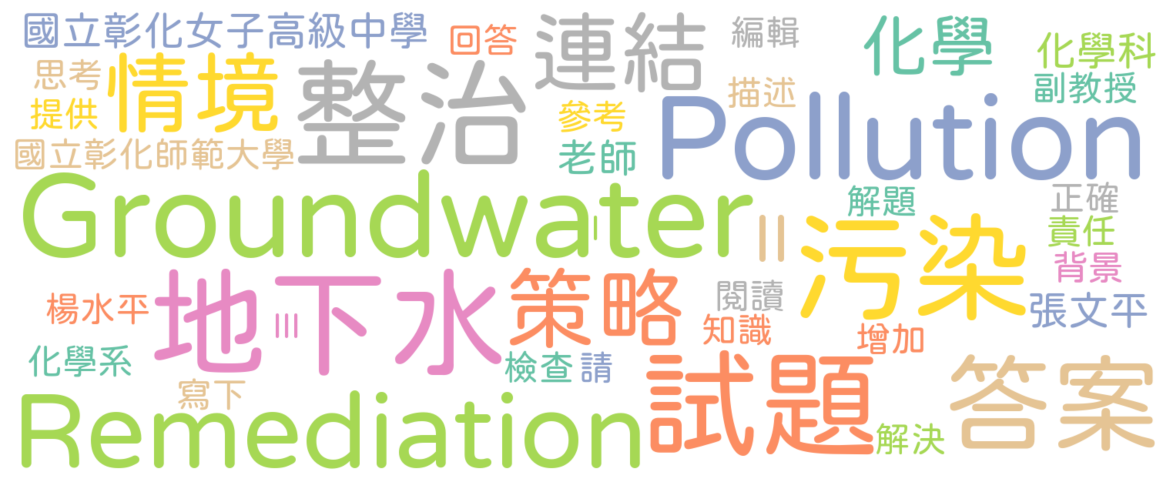 國立彰化女子高級中學
回答
連結
編輯
化學
化學科
思考
情境
整治
提供
參考
描述
副教授
Pollution
國立彰化師範大學
老師
Groundwater
I
II
解題
正確
污染
責任
背景
楊水平
地下水
III
策略
閱讀
知識
增加
張文平
化學系
檢查
請
試題
答案
寫下
Remediation
解決